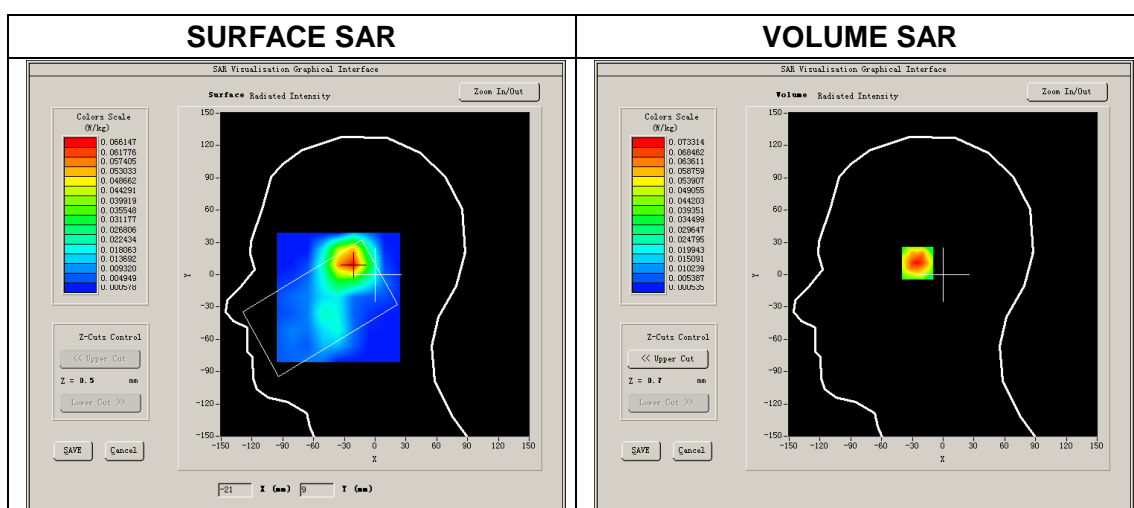 SURFACE SAR
VOLUME SAR
SAR Visualisation Graphical Interface
Surface Radiated Intensity
Zoom In/Out
Colors Scale
(W/kg)
0.066147
0.061776
0.057405
0.053033
0.048662
0.044291
0.039919
0.035548
0.031177
0.026806
0.022434
0.018063
0.013692
0.009320
0.004949
0.000578
Z-Cuts Control
<< Upper Cut
Z = 0.5 mm
Lower Cut >>
SAVE Cancel
150
120
90
60
30
0
-30
-60
-90
-120
-150
Y
-150 -120 -90 -60 -30 0 30 60 90 120 150
X
-21 X (mm) 9 Y (mm)
SAR Visualisation Graphical Interface
Volume Radiated Intensity
Zoom In/Out
Colors Scale
(W/kg)
0.073314
0.068462
0.063611
0.058759
0.053907
0.049055
0.044203
0.039351
0.034499
0.029647
0.024795
0.019943
0.015091
0.010239
0.005387
0.000535
Z-Cuts Control
<< Upper Cut
Z = 0.7 mm
Lower Cut >>
SAVE Cancel
150
120
90
60
30
0
-30
-60
-90
-120
-150
Y
-150 -120 -90 -60 -30 0 30 60 90 120 150
X